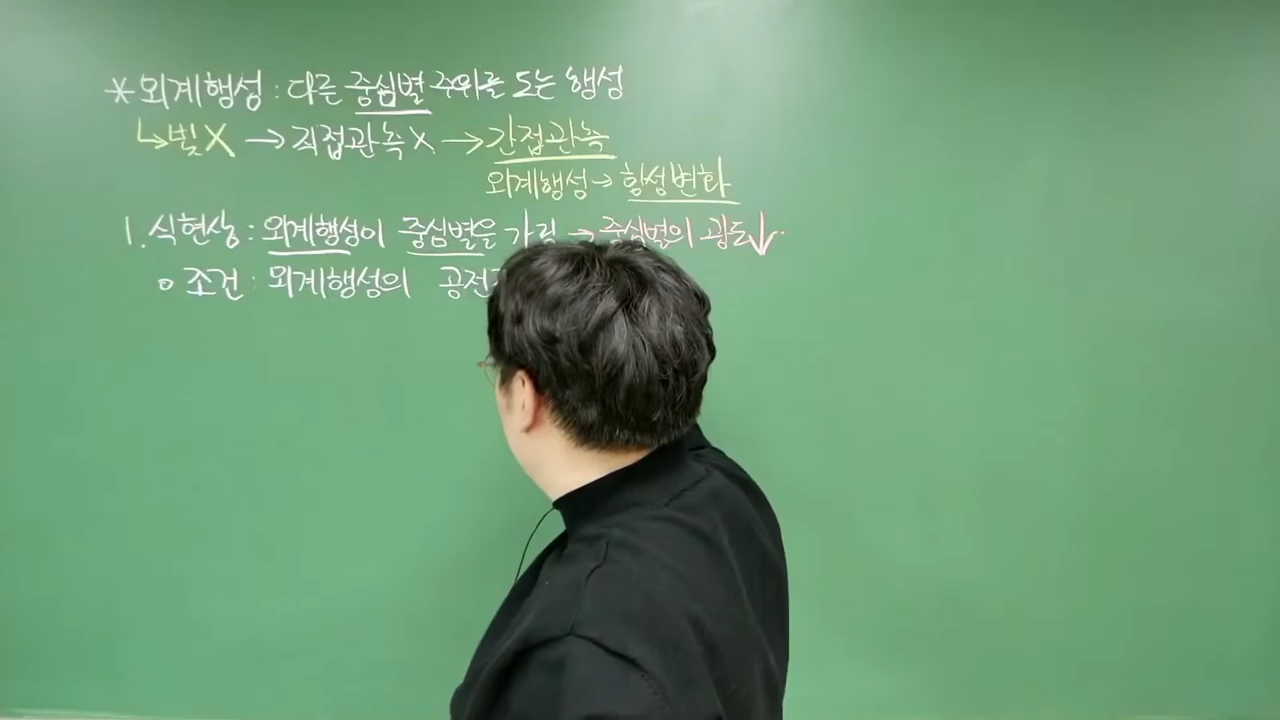 * 외계행성 : 다른 중심별 주위를 도는 행성
↳ 빛X → 직접관측X → 간접관측
외계행성 → 항성변화
1. 식현상 : 외계행성이 중심별을 가림 → 중심별의 광도↓
○ 조건 : 외계행성의 공전